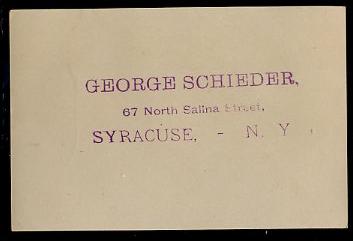 GEORGE SCHIEDER,
67 North Salina Street,
SYRACUSE, - N. Y.